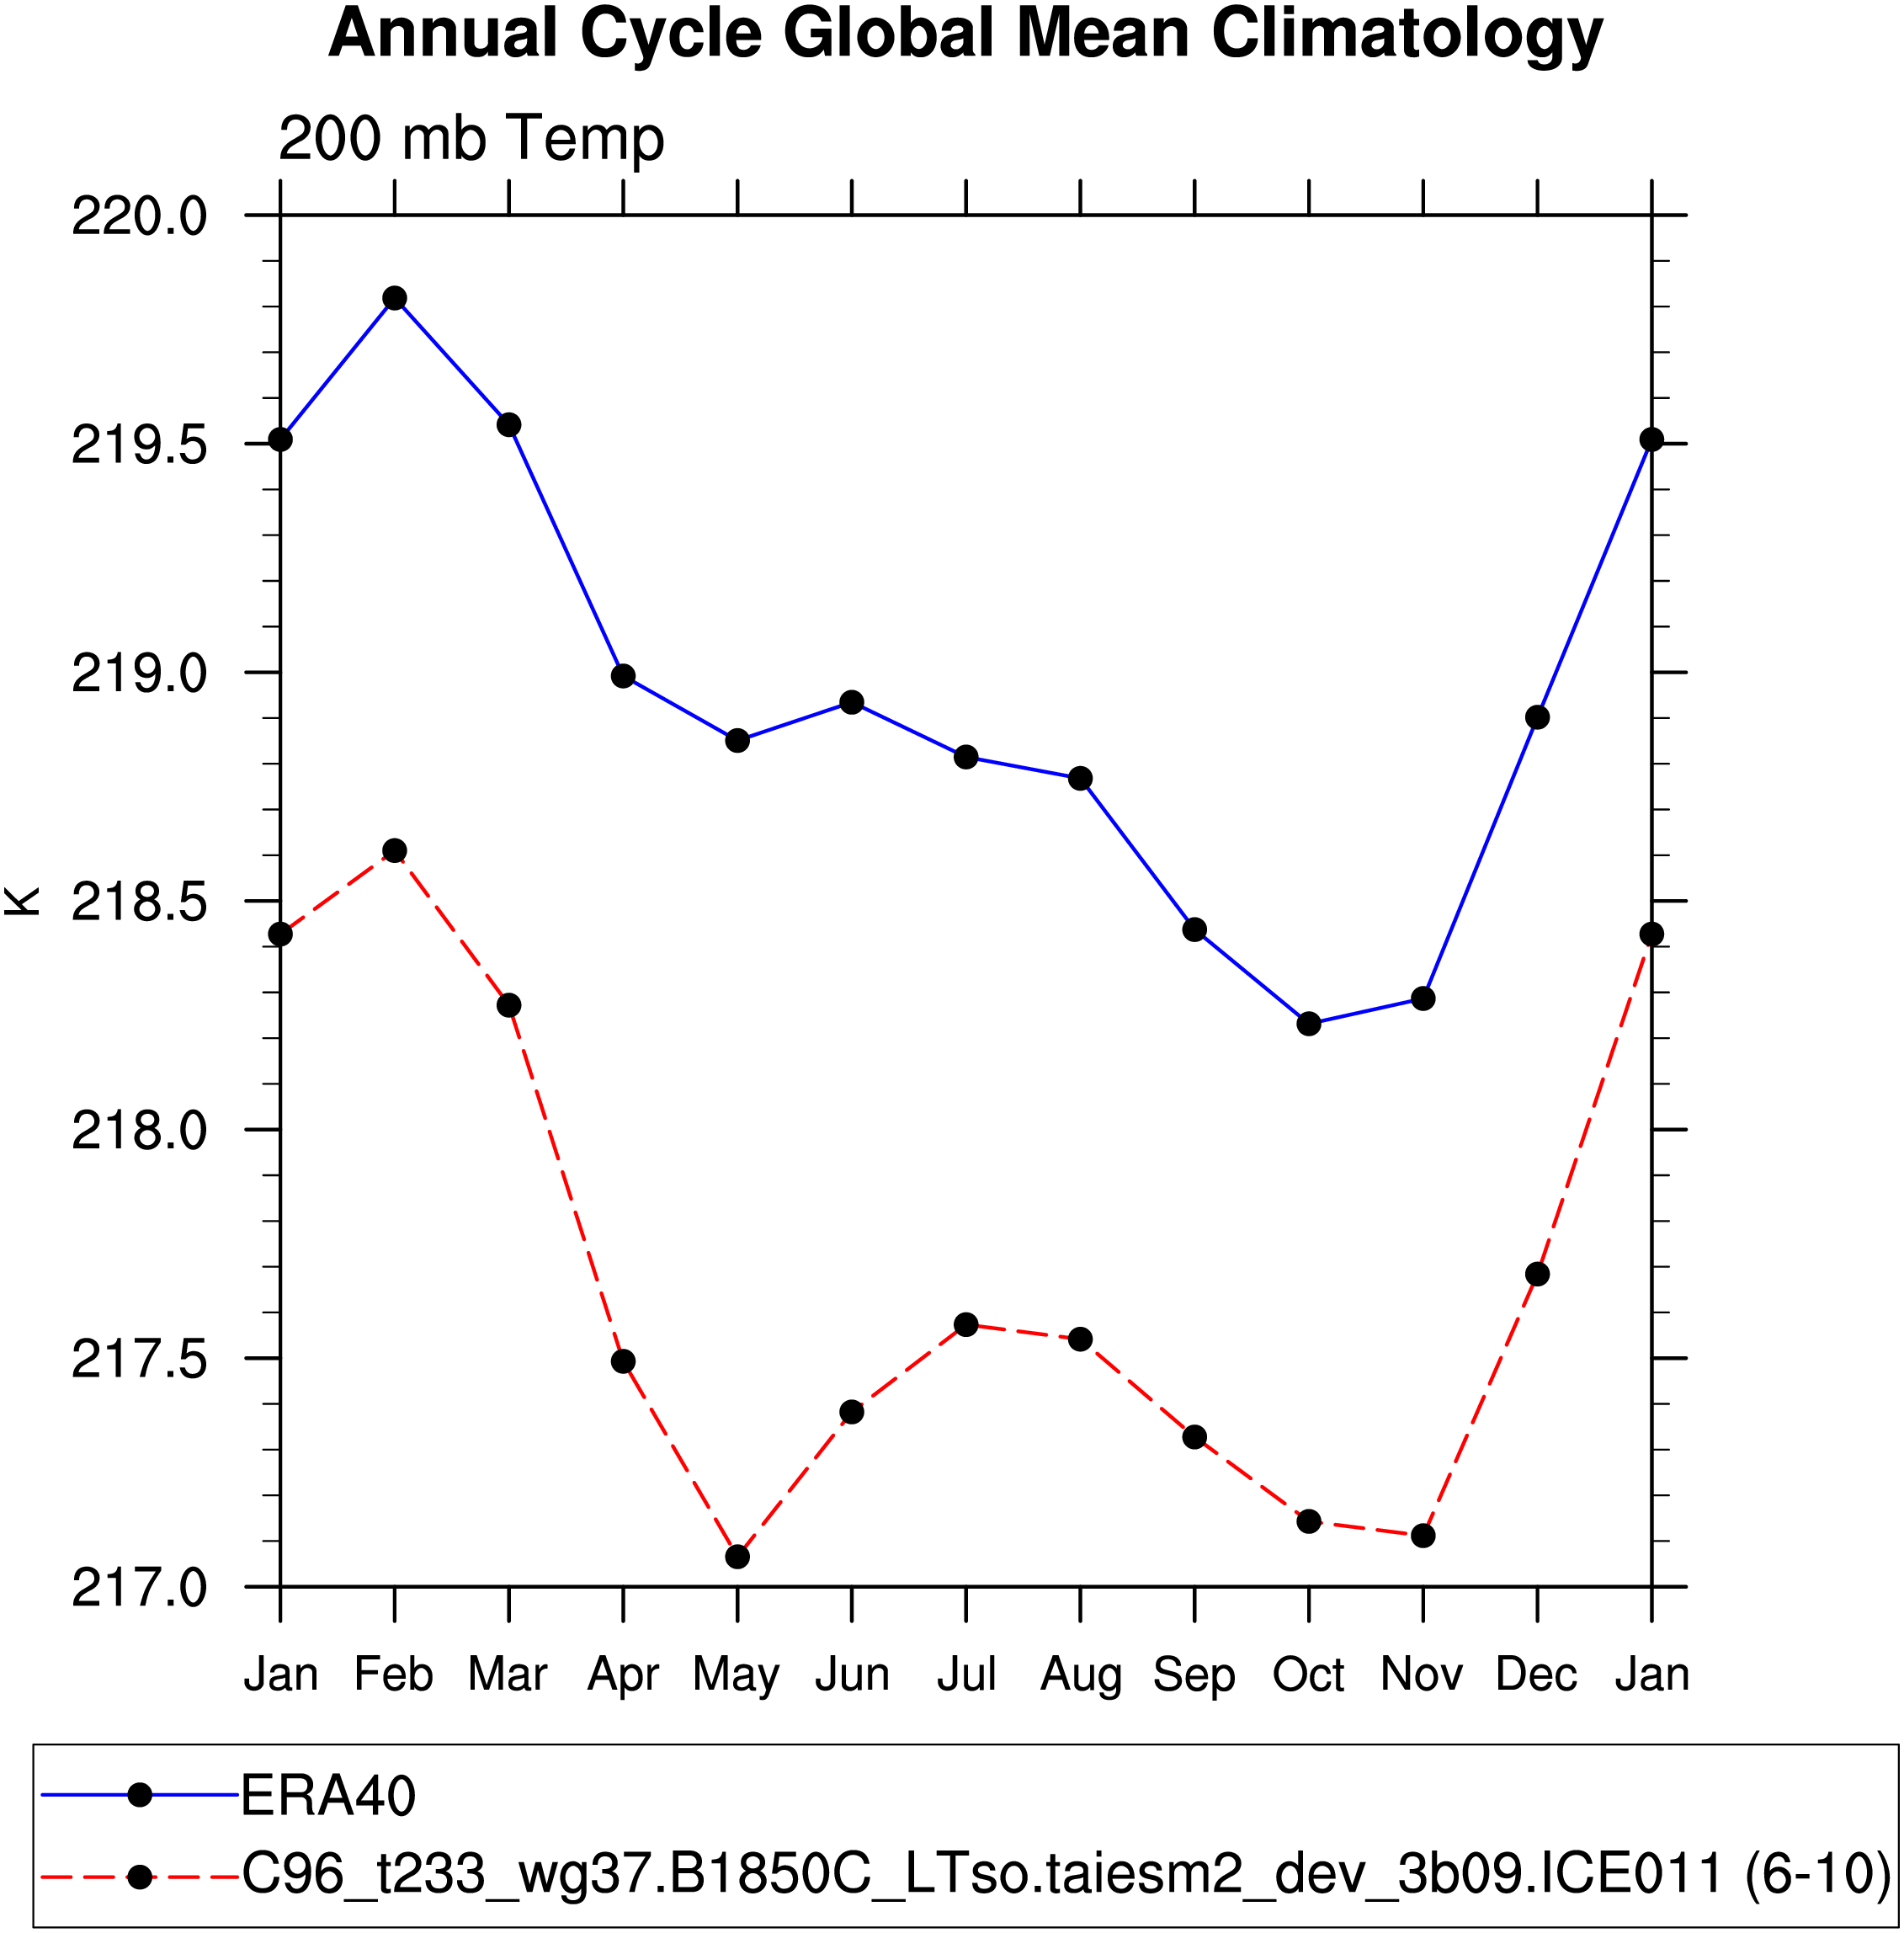 Annual Cycle Global Mean Climatology
200 mb Temp
220.0
219.5
219.0
218.5
218.0
217.5
217.0
K
Jan Feb Mar Apr May Jun Jul Aug Sep Oct Nov Dec Jan
ERA40
C96_t233_wg37.B1850C_LTso.taiesm2_dev_3b09.ICE011 (6-10)